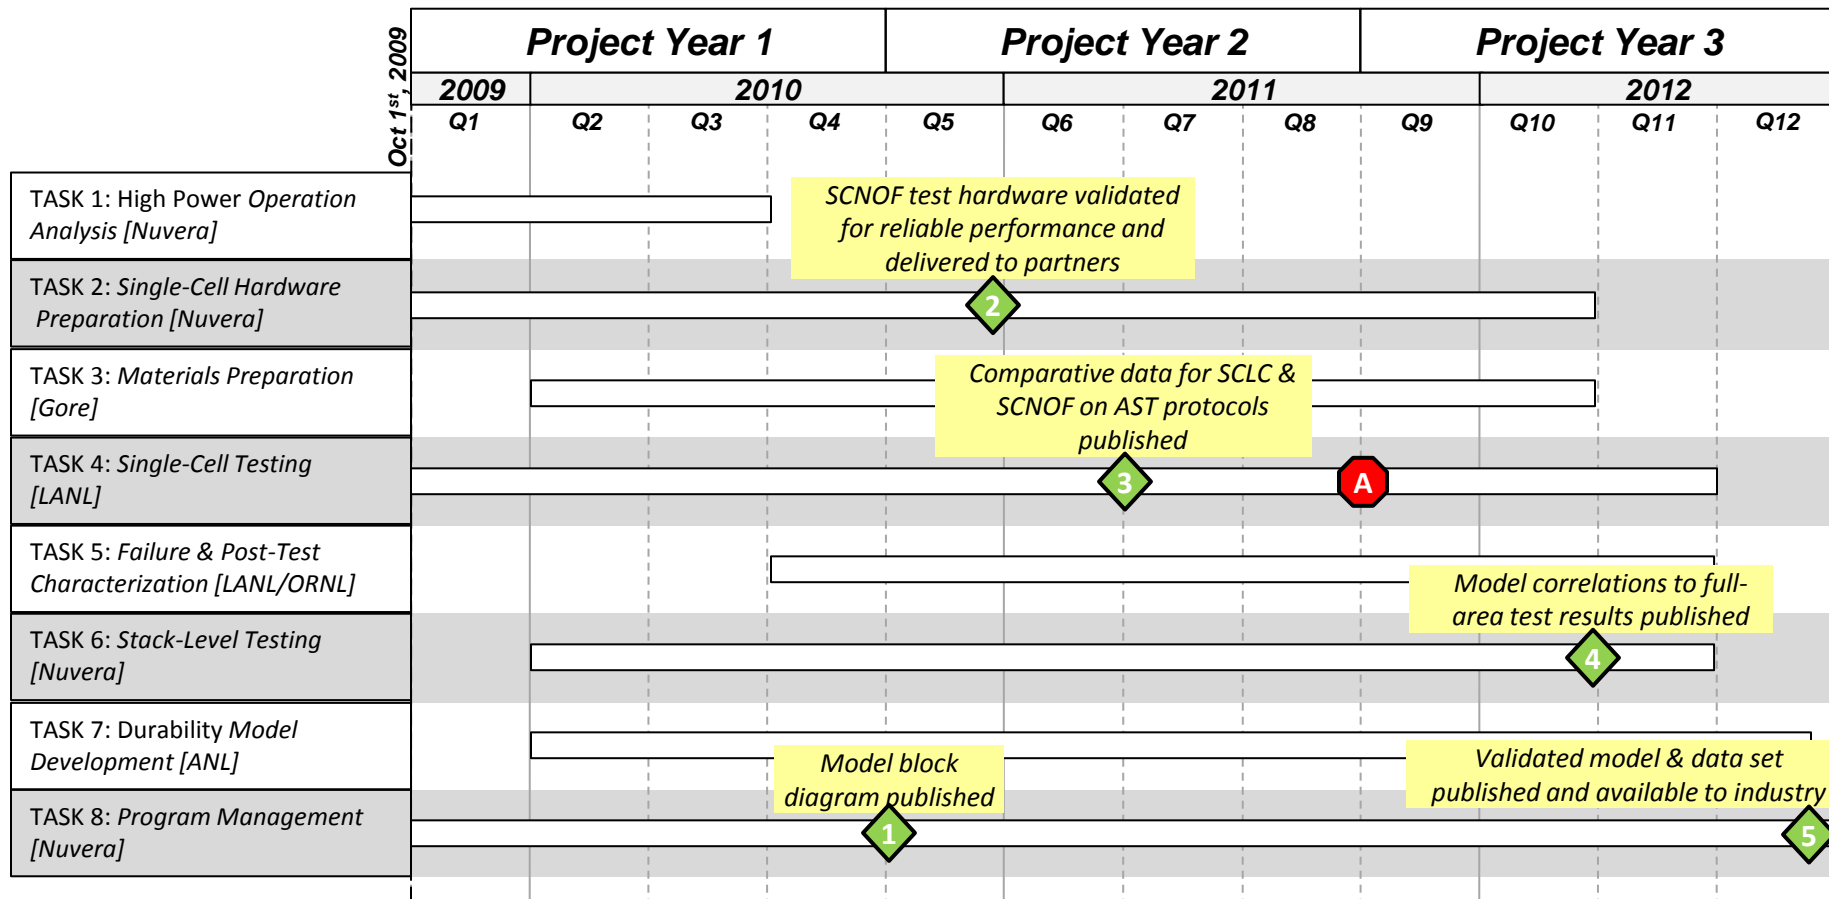 Oct 1st, 2009
Project Year 1
Project Year 2
Project Year 3
2009
2010
2011
2012
Q1
Q2
Q3
Q4
Q5
Q6
Q7
Q8
Q9
Q10
Q11
Q12
TASK 1: High Power Operation
Analysis [Nuvera]
SCNOF test hardware validated
for reliable performance and
delivered to partners
TASK 2: Single-Cell Hardware
Preparation [Nuvera]
2
TASK 3: Materials Preparation
[Gore]
Comparative data for SCLC &
SCNOF on AST protocols
published
TASK 4: Single-Cell Testing
[LANL]
3
A
TASK 5: Failure & Post-Test
Characterization [LANL/ORNL]
Model correlations to full-
area test results published
TASK 6: Stack-Level Testing
[Nuvera]
4
TASK 7: Durability Model
Development [ANL]
Model block
diagram published
Validated model & data set
published and available to industry
TASK 8: Program Management
[Nuvera]
1
5